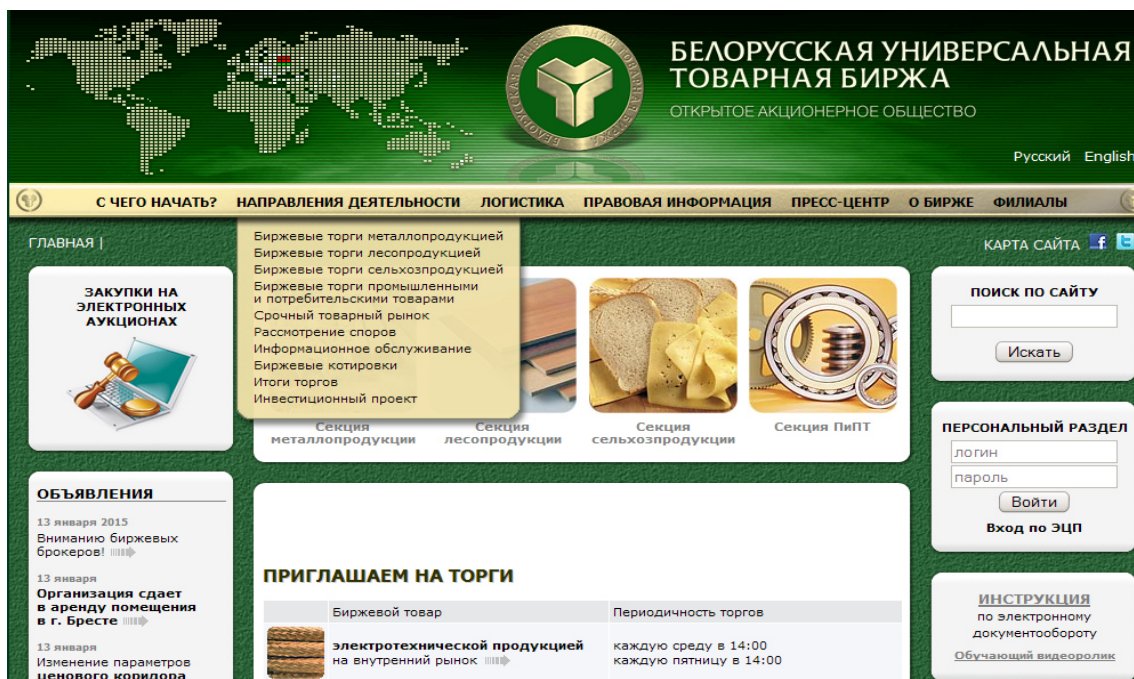 БЕЛОРУССКАЯ УНИВЕРСАЛЬНАЯ
ТОВАРНАЯ БИРЖА
ОТКРЫТОЕ АКЦИОНЕРНОЕ ОБЩЕСТВО
БЕЛОРУССКАЯ УНИВЕРСАЛЬНАЯ ТОВАРНАЯ БИРЖА
Русский English
С ЧЕГО НАЧАТЬ? НАПРАВЛЕНИЯ ДЕЯТЕЛЬНОСТИ ЛОГИСТИКА ПРАВОВАЯ ИНФОРМАЦИЯ ПРЕСС-ЦЕНТР О БИРЖЕ ФИЛИАЛЫ
ГЛАВНАЯ |
КАРТА САЙТА
Биржевые торги металлопродукцией
Биржевые торги лесопродукцией
Биржевые торги сельхозпродукцией
Биржевые торги промышленными
и потребительскими товарами
Срочный товарный рынок
Рассмотрение споров
Информационное обслуживание
Биржевые котировки
Итоги торгов
Инвестиционный проект
ЗАКУПКИ НА
ЭЛЕКТРОННЫХ
АУКЦИОНАХ
Секция
металлопродукции
Секция
лесопродукции
Секция
сельхозпродукции
Секция ПиПТ
ПОИСК ПО САЙТУ
Искать
ПЕРСОНАЛЬНЫЙ РАЗДЕЛ
логин
пароль
Войти
Вход по ЭЦП
ОБЪЯВЛЕНИЯ
13 января 2015
Вниманию биржевых
брокеров!
13 января
Организация сдает
в аренду помещения
в г. Бресте
13 января
Изменение параметров
ценового коридора
ПРИГЛАШАЕМ НА ТОРГИ
Биржевой товар Периодичность торгов
электротехнической продукцией
на внутренний рынок
каждую среду в 14:00
каждую пятницу в 14:00
ИНСТРУКЦИЯ
по электронному
документообороту
Обучающий видеоролик